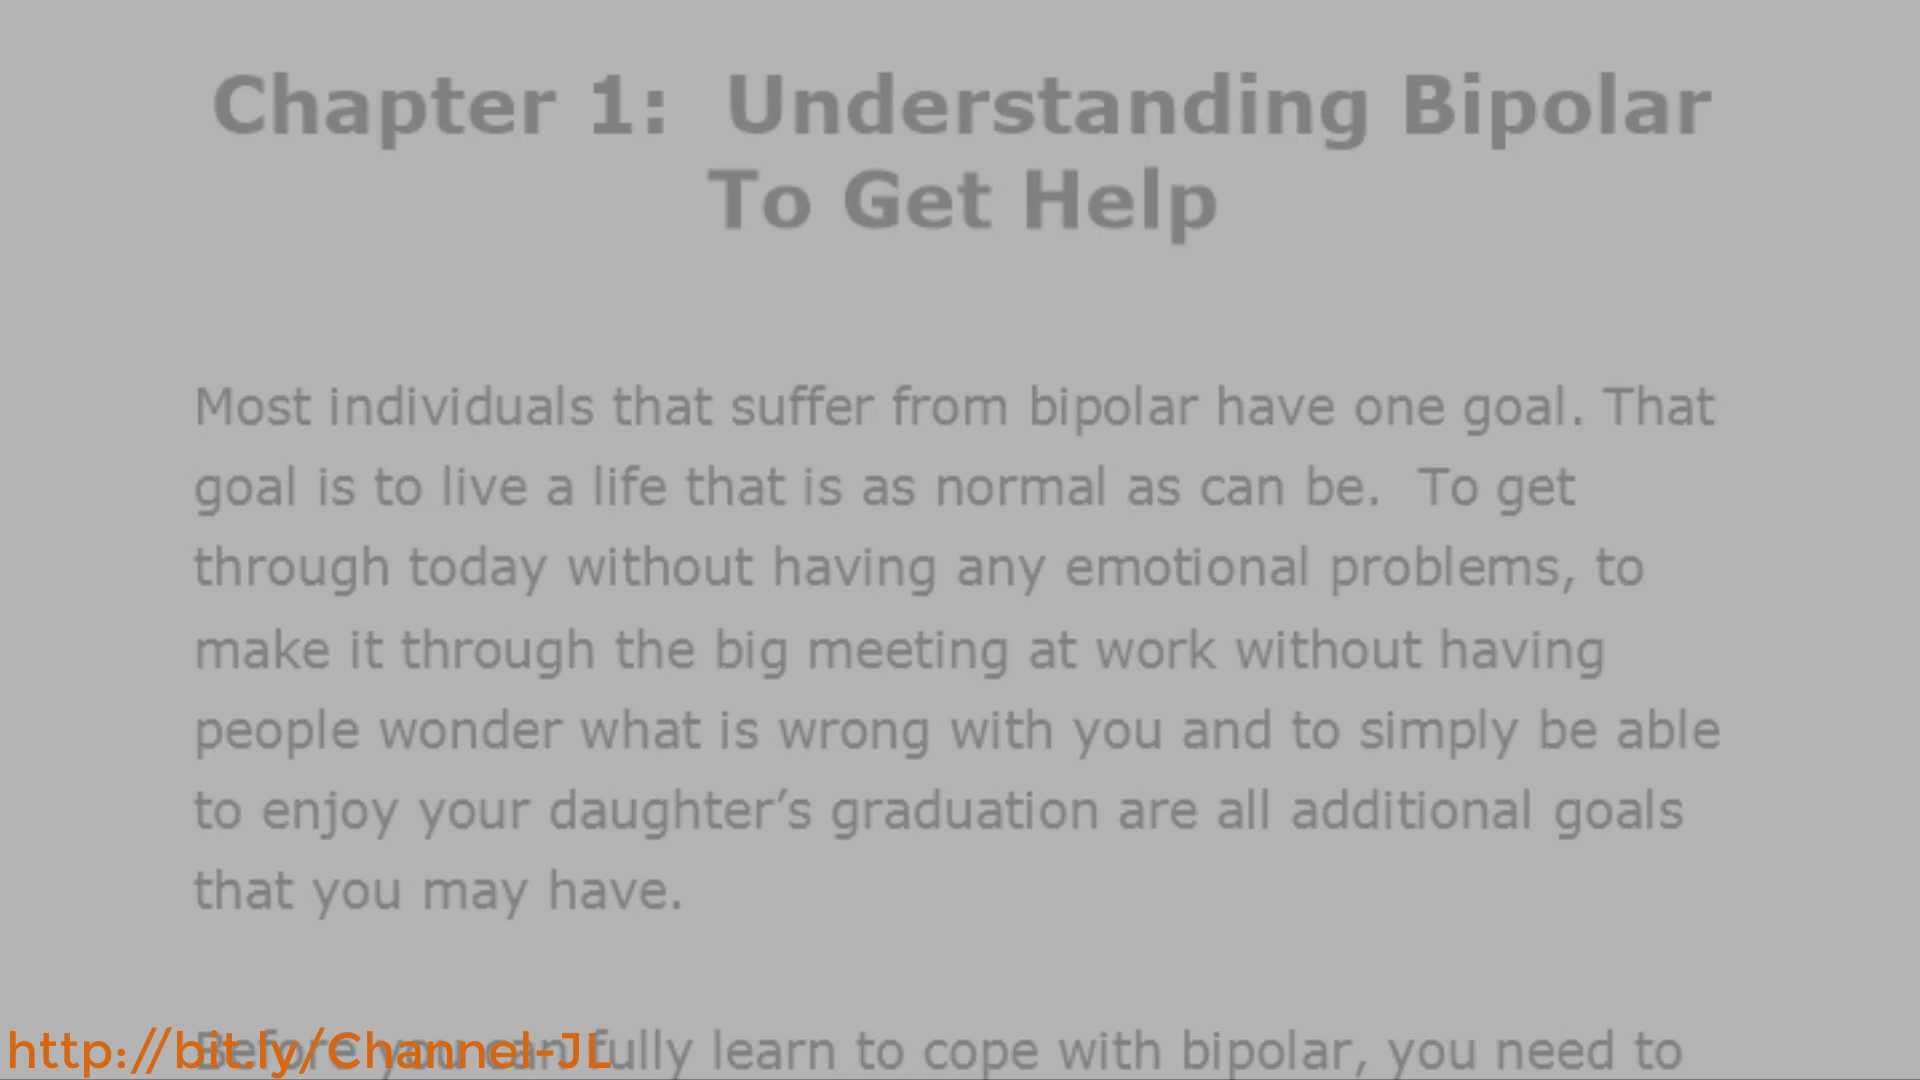 Chapter 1:  Understanding Bipolar
To Get Help
Most individuals that suffer from bipolar have one goal. That
goal is to live a life that is as normal as can be.  To get
through today without having any emotional problems, to
make it through the big meeting at work without having
people wonder what is wrong with you and to simply be able
to enjoy your daughter’s graduation are all additional goals
that you may have.
Before you can fully learn to cope with bipolar, you need to
http://bit.ly/Channel-JL